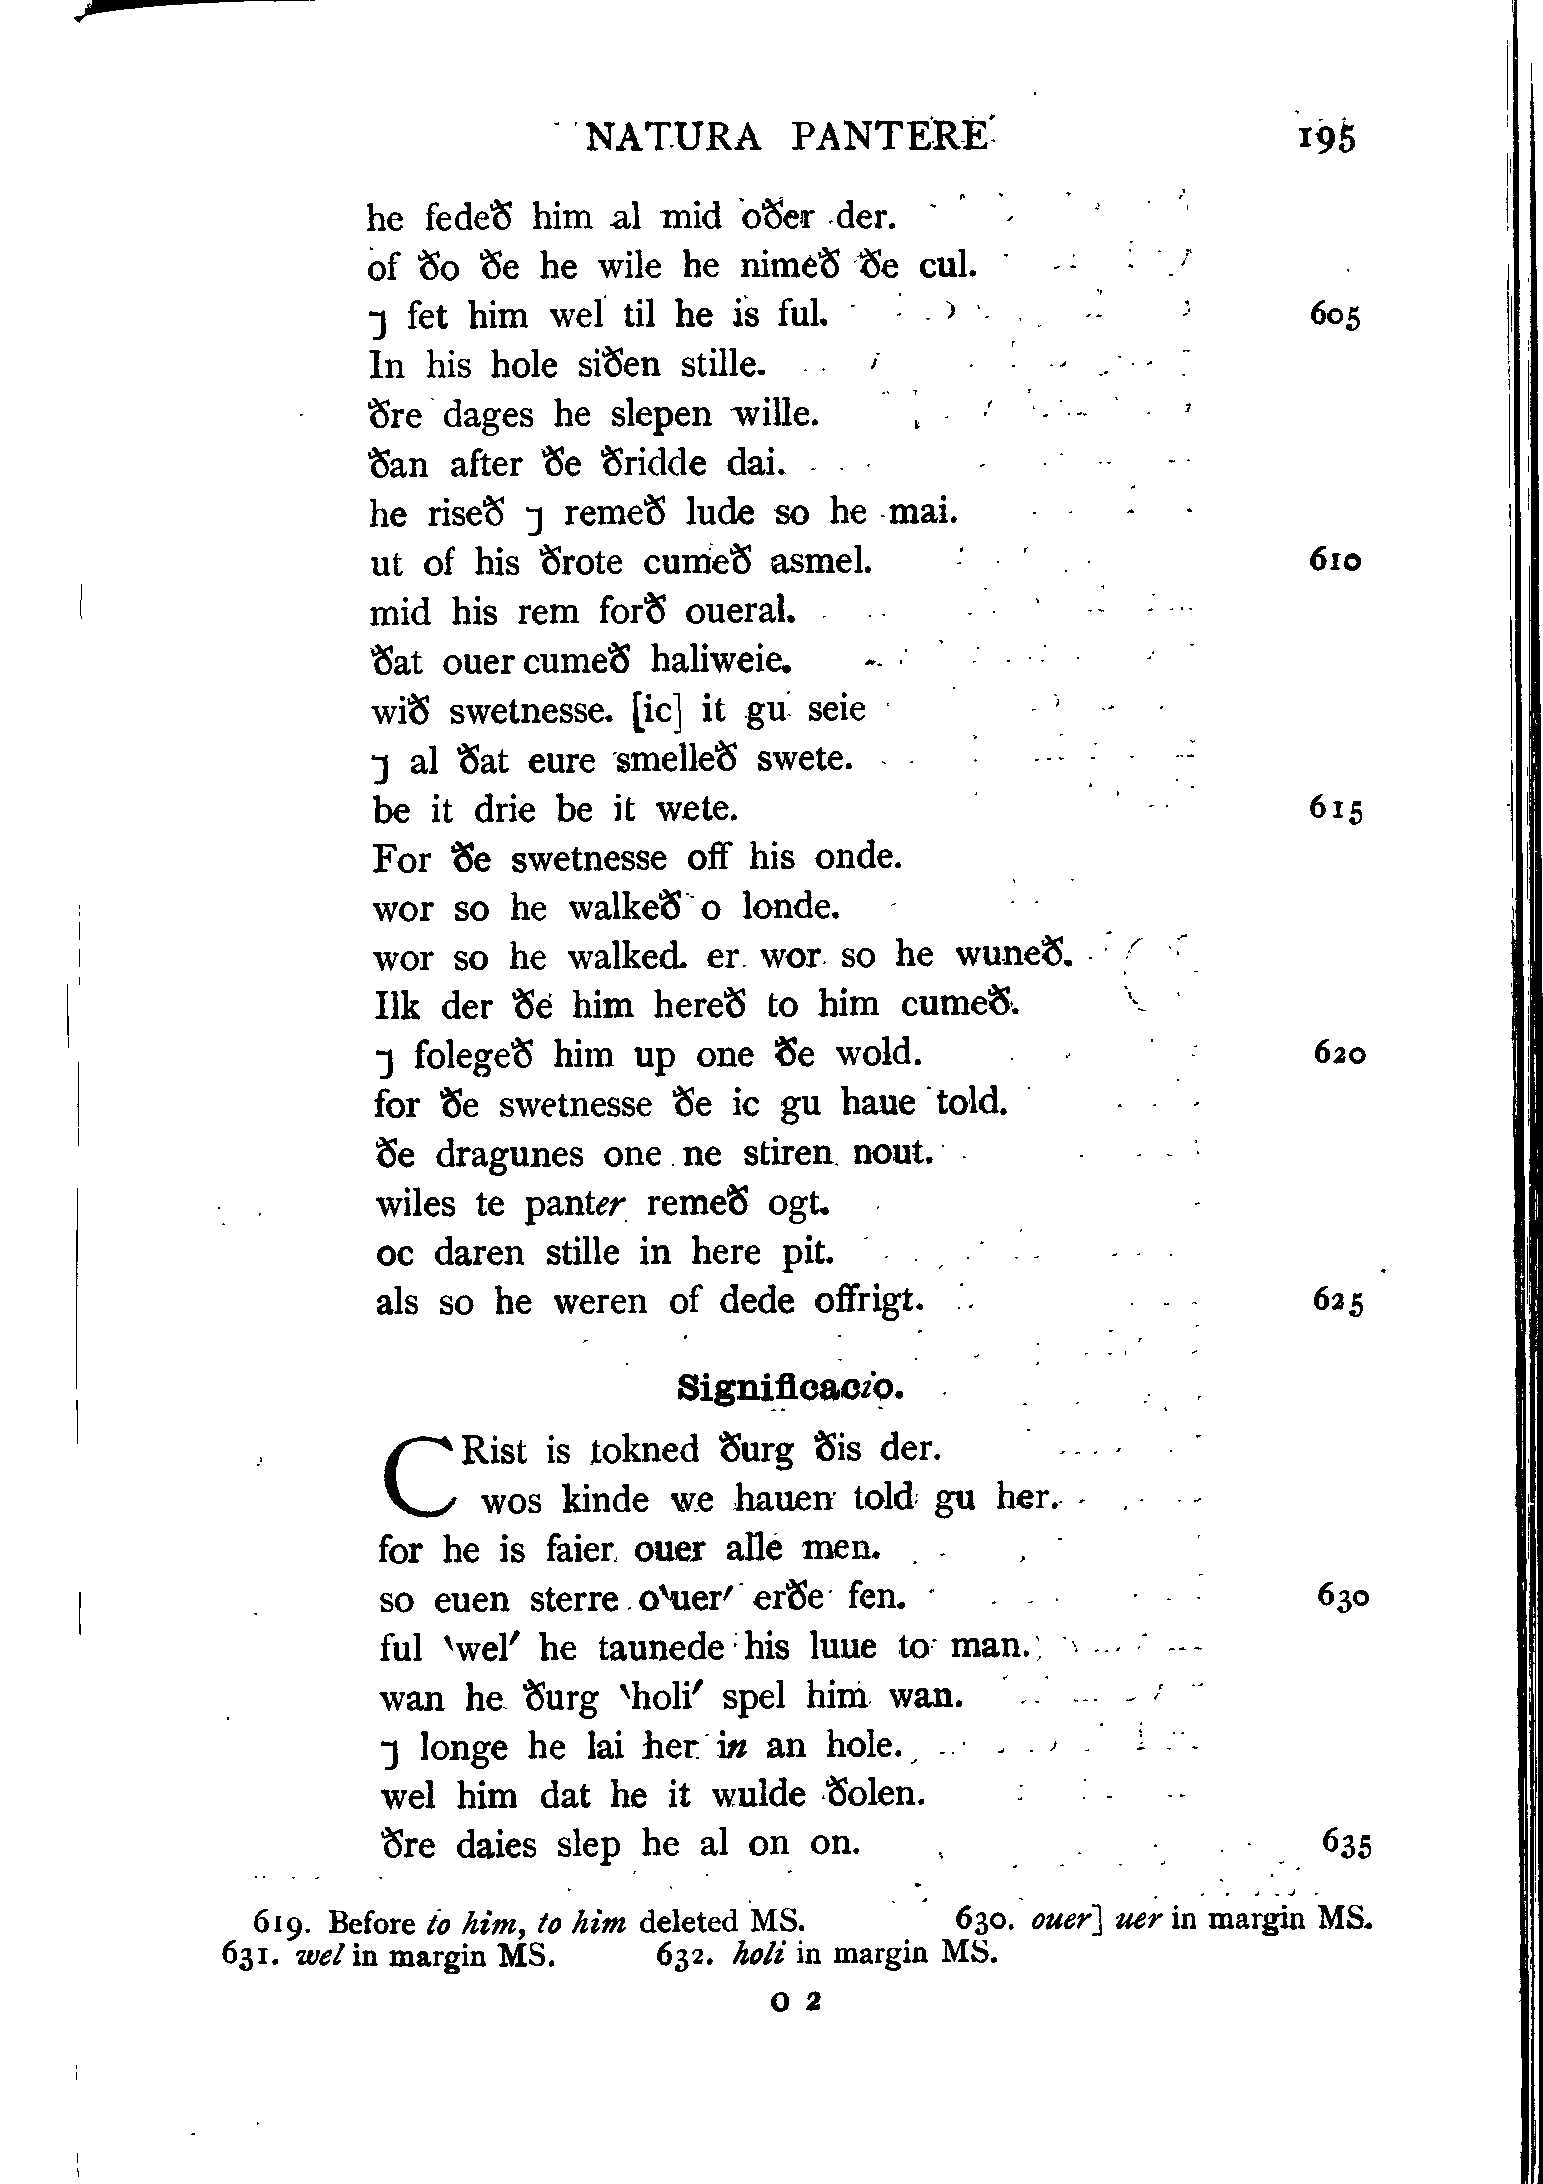 NATURA PANTERE 195
he fedeð him al mid oðer der.
of ðo ðe he wile he nimeð ðe cul.
⁊ fet him wel til he is ful. 605
In his hole siðen stille.
ðre dages he slepen wille.
ðan after ðe ðridde dai.
he riseð ⁊ remeð lude so he mai.
ut of his ðrote cumeð asmel. 610
mid his rem forð oueral.
ðat ouer cumeð haliweie.
wið swetnesse. [ic] it gu seie
⁊ al ðat eure smelleð swete.
be it drie be it wete. 615
For ðe swetnesse off his onde.
wor so he walkeð o londe.
wor so he walked. er wor so he wuneð.
Ilk der ðe him hereð to him cumeð.
⁊ folegeð him up one ðe wold. 620
for ðe swetnesse ðe ic gu haue told.
ðe dragunes one ne stiren nout.
wiles te panter remeð ogt.
oc daren stille in here pit.
als so he weren of dede offrigt. 625
Significacio.
CRist is tokned ðurg ðis der.
wos kinde we hauen told gu her.
for he is faier ouer alle men.
so euen sterre o`uer´ erðe fen. 630
ful `wel´ he taunede his luue to man.
wan he ðurg `holi´ spel him wan.
⁊ longe he lai her in an hole.
wel him dat he it wulde ðolen.
ðre daies slep he al on on. 635
619. Before to him, to him deleted MS. 630. ouer] uer in margin MS.
631. wel in margin MS. 632. holi in margin MS.
O 2